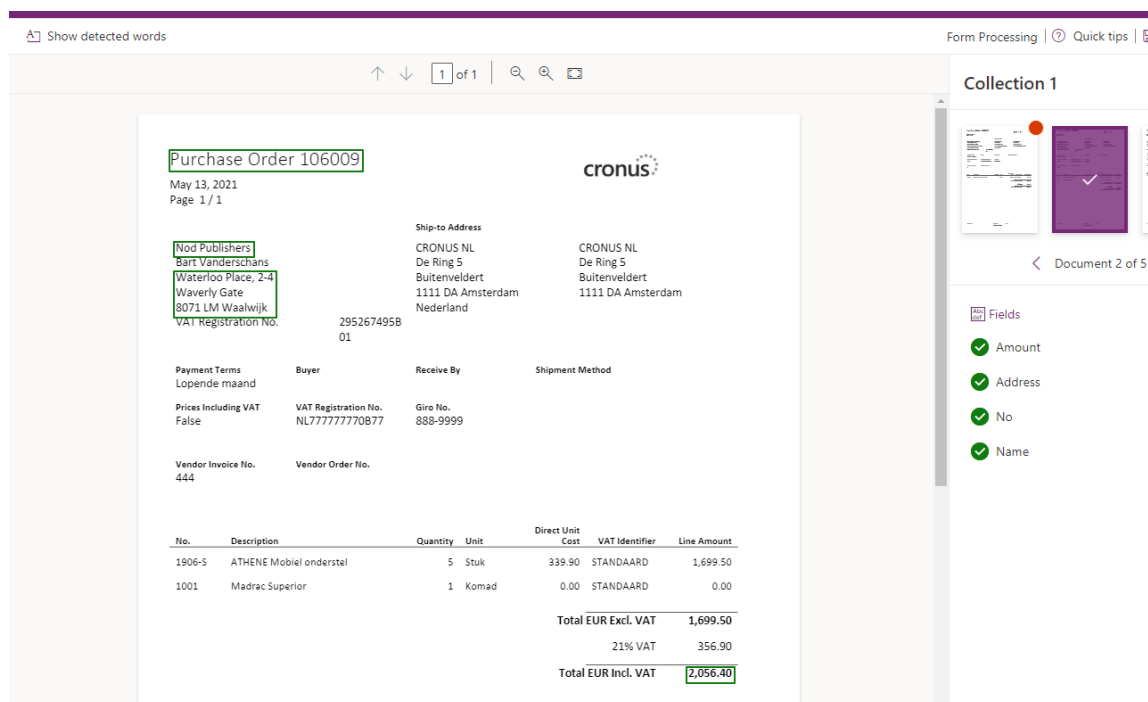 Show detected words
Form Processing
Quick tips
1 of 1
Collection 1
Purchase Order 106009
cronus
May 13, 2021
Page 1 / 1
Ship-to Address
Nod Publishers CRONUS NL CRONUS NL
Bart Vanderschans De Ring 5 De Ring 5
Waterloo Place, 2-4 Buitenveldert Buitenveldert
Waverly Gate 1111 DA Amsterdam 1111 DA Amsterdam
8071 LM Waalwijk Nederland
VAT Registration No. 295267495B
01
Payment Terms Buyer Receive By Shipment Method
Lopende maand
Prices Including VAT VAT Registration No. Giro No.
False NL777777770B77 888-9999
Vendor Invoice No. Vendor Order No.
444
Direct Unit
No. Description Quantity Unit Cost VAT Identifier Line Amount
1906-S ATHENE Mobiel onderstel 5 Stuk 339.90 STANDAARD 1,699.50
1001 Madrac Superior 1 Komad 0.00 STANDAARD 0.00
Total EUR Excl. VAT 1,699.50
21% VAT 356.90
Total EUR Incl. VAT 2,056.40
Document 2 of 5
Abc def Fields
Amount
Address
No
Name